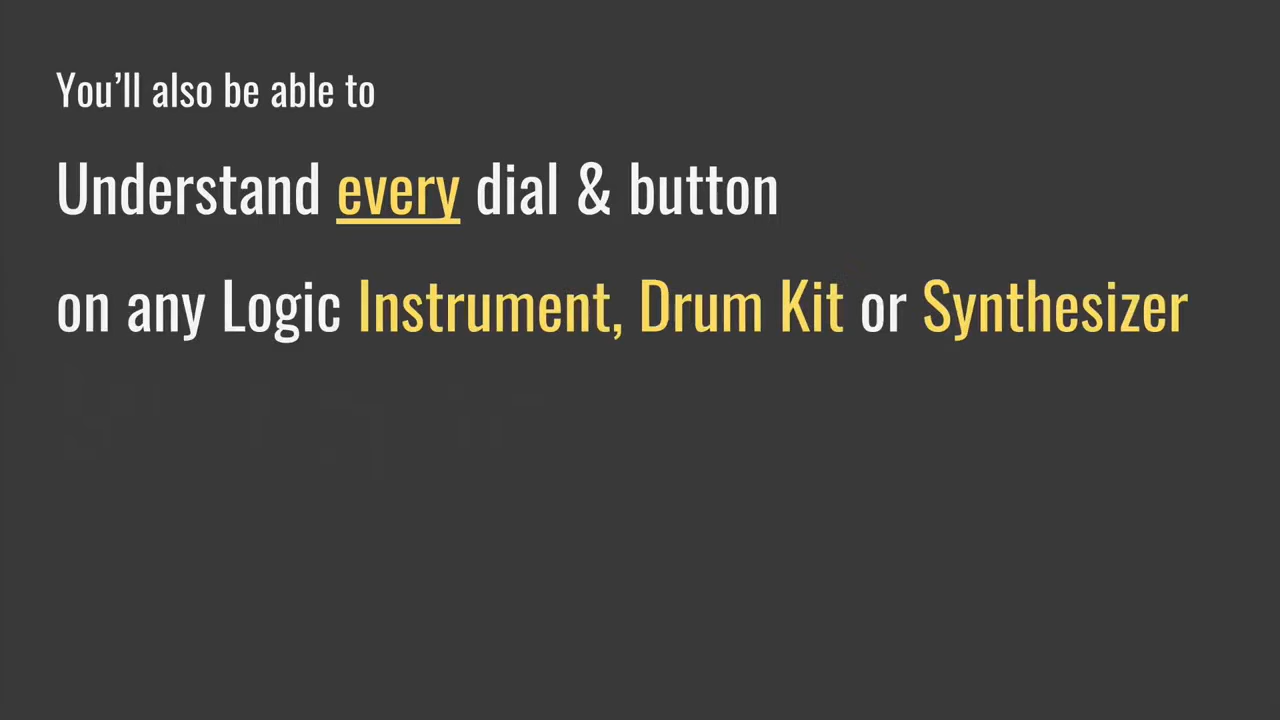 You’ll also be able to
Understand every dial & button
on any Logic Instrument, Drum Kit or Synthesizer